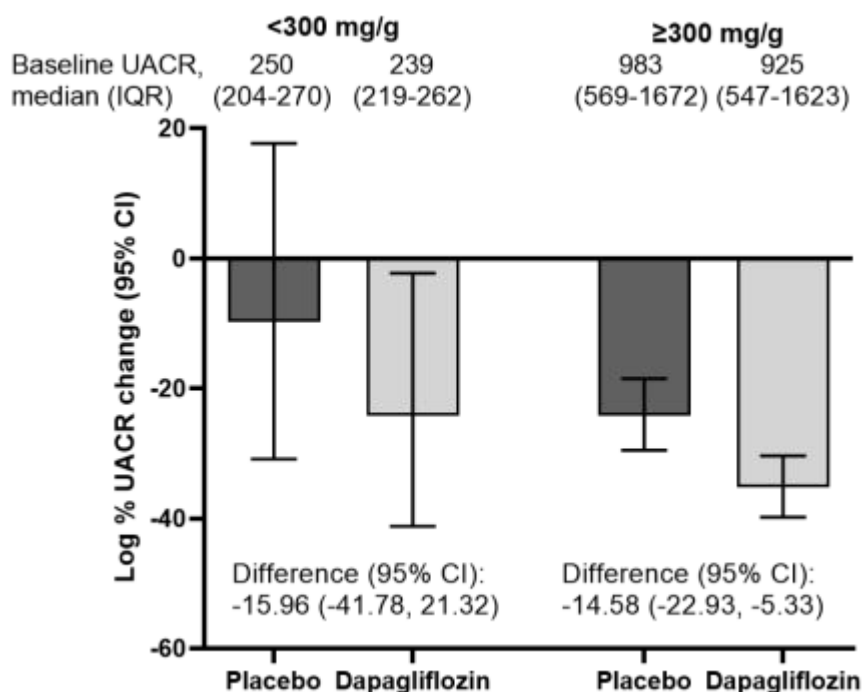 <300 mg/g ≥300 mg/g
Baseline UACR, 250 239 983 925
median (IQR) (204-270) (219-262) (569-1672) (547-1623)
20
0
-20
-40
-60
Log % UACR change (95% CI)
Difference (95% CI): Difference (95% CI):
-15.96 (-41.78, 21.32) -14.58 (-22.93, -5.33)
Placebo Dapagliflozin Placebo Dapagliflozin